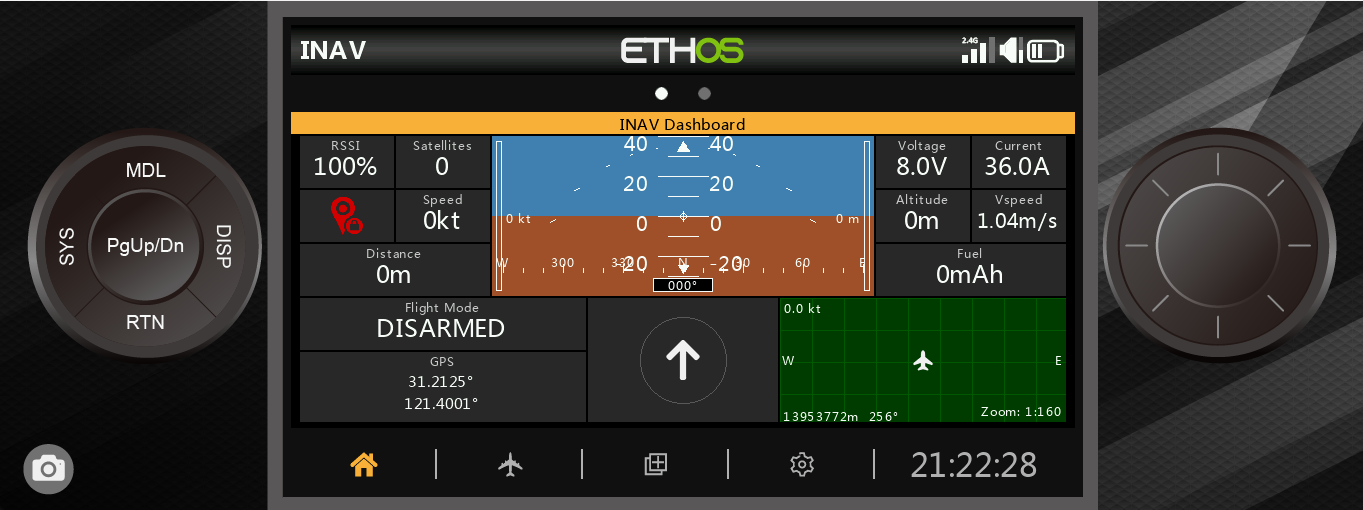 INAV
ETHOS
2.4G
INAV Dashboard
RSSI
100%
Satellites
0
Speed
0kt
Distance
0m
40 40
20 20
0 kt 0 0 0 m
-20 -20
W 300 330 N 30 60 E
000°
Voltage
8.0V
Current
36.0A
Altitude
0m
Vspeed
1.04m/s
Fuel
0mAh
Flight Mode
DISARMED
GPS
31.2125°
121.4001°
0.0 kt
W E
13953772m 256° Zoom: 1:160
21:22:28
MDL
SYS
PgUp/Dn
DISP
RTN